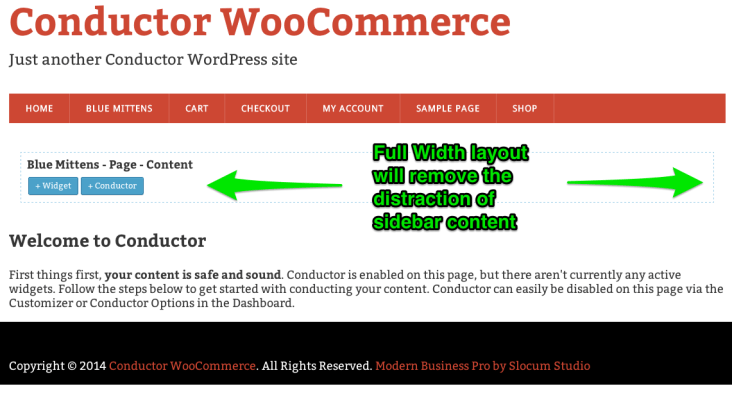 Conductor WooCommerce
Just another Conductor WordPress site
HOME BLUE MITTENS CART CHECKOUT MY ACCOUNT SAMPLE PAGE SHOP
Blue Mittens - Page - Content
+ Widget + Conductor
Full Width layout
will remove the
distraction of
sidebar content
Welcome to Conductor
First things first, your content is safe and sound. Conductor is enabled on this page, but there aren't currently any active
widgets. Follow the steps below to get started with conducting your content. Conductor can easily be disabled on this page via the
Customizer or Conductor Options in the Dashboard.
Copyright © 2014 Conductor WooCommerce. All Rights Reserved. Modern Business Pro by Slocum Studio